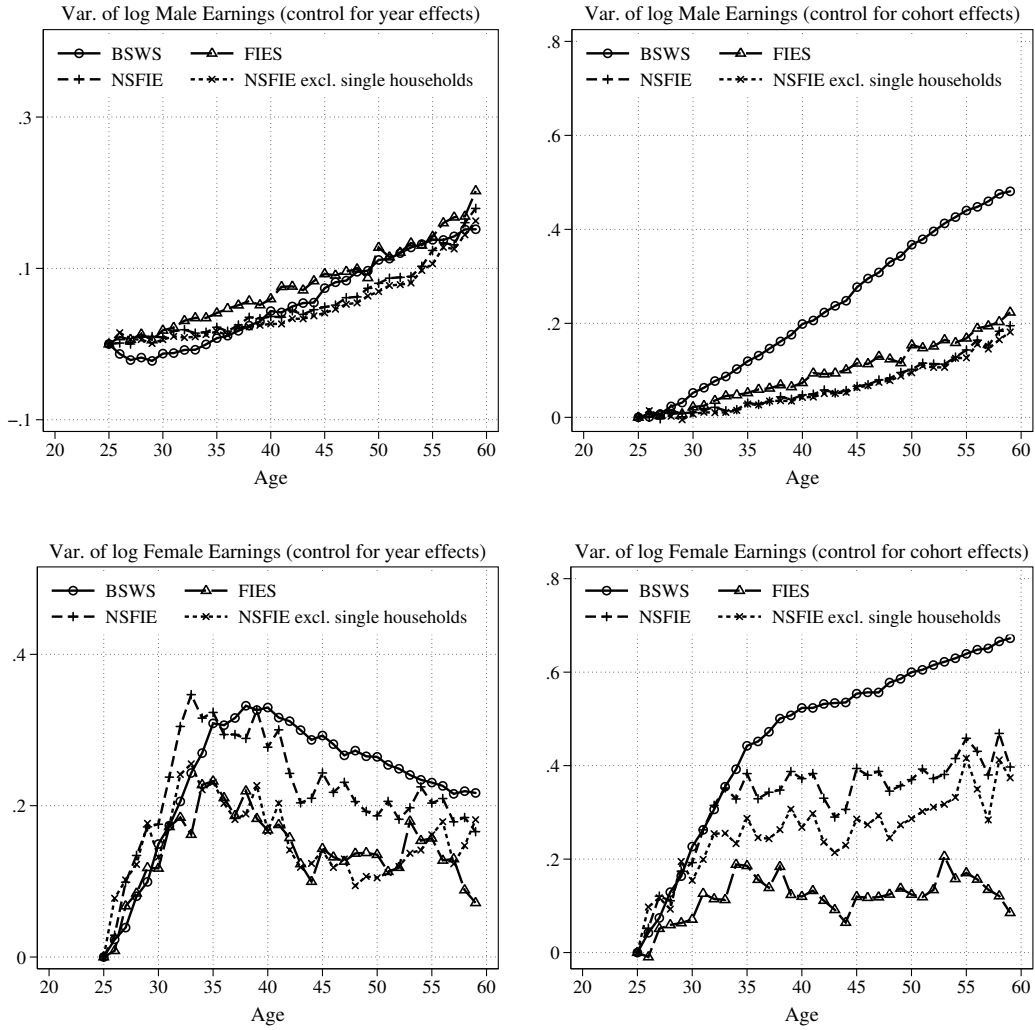 Var. of log Male Earnings (control for year effects)
BSWS
FIES
NSFIE
NSFIE excl. single households
.3
.1
−.1
20 25 30 35 40 45 50 55 60
Age
Var. of log Male Earnings (control for cohort effects)
.8
BSWS
FIES
NSFIE
NSFIE excl. single households
.6
.4
.2
0
20 25 30 35 40 45 50 55 60
Age
Var. of log Female Earnings (control for year effects)
BSWS
FIES
NSFIE
NSFIE excl. single households
.4
.2
0
20 25 30 35 40 45 50 55 60
Age
Var. of log Female Earnings (control for cohort effects)
.8
BSWS
FIES
NSFIE
NSFIE excl. single households
.6
.4
.2
0
20 25 30 35 40 45 50 55 60
Age